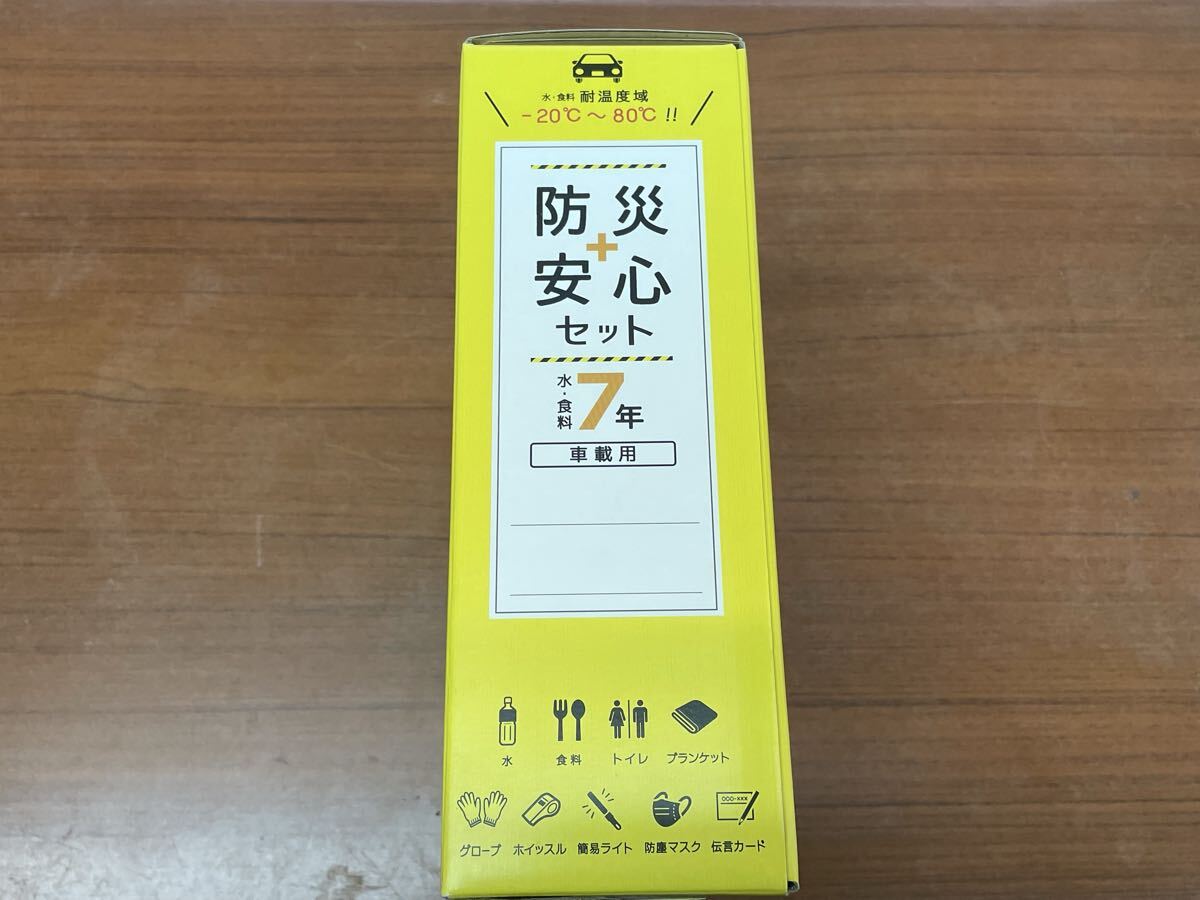 水・食料 耐温度域
-20℃～80℃!!
防災
+
安心
セット
水・食料 7年
車載用
水 食料 トイレ ブランケット
000-xxx
グローブ ホイッスル 簡易ライト 防塵マスク 伝言カード